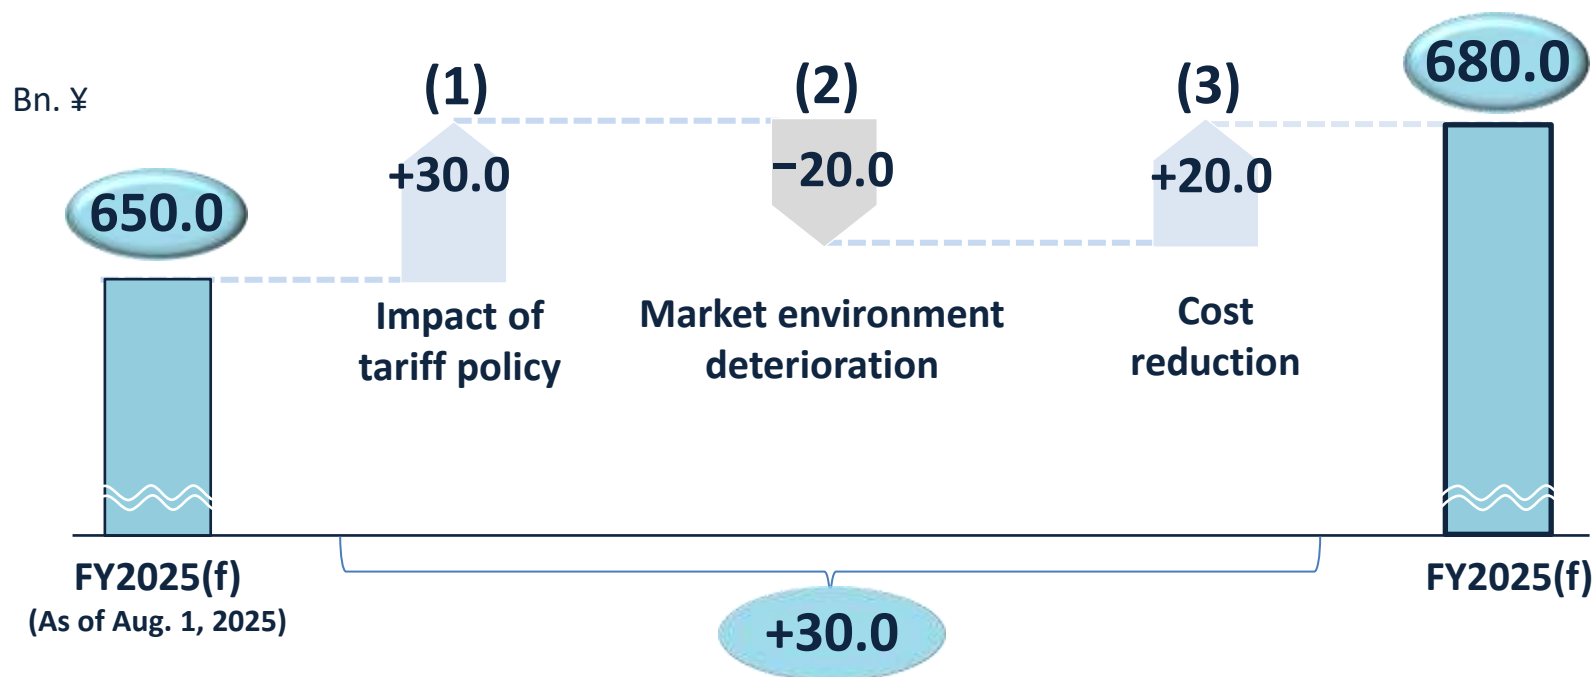 Bn. ¥
650.0
(1)
+30.0
Impact of
tariff policy
(2)
−20.0
Market environment
deterioration
(3)
+20.0
Cost
reduction
680.0
FY2025(f)
(As of Aug. 1, 2025)
+30.0
FY2025(f)